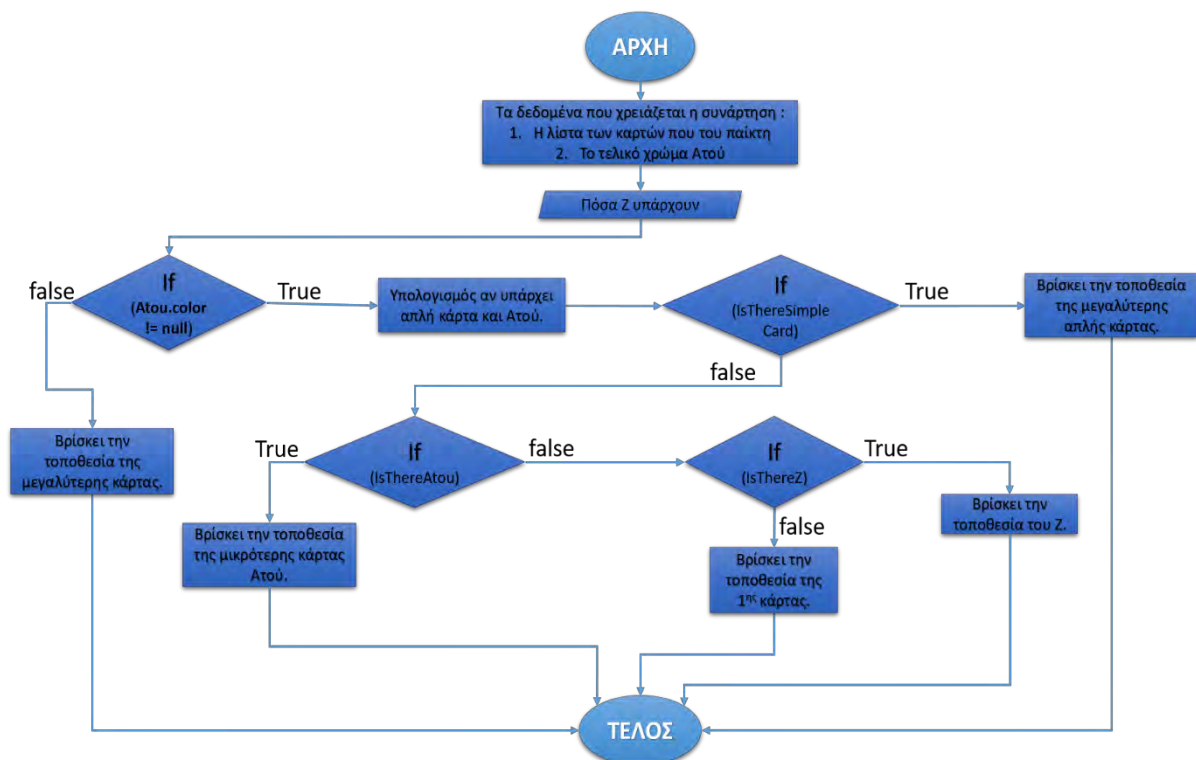 ΑΡΧΗ
Τα δεδομένα που χρειάζεται η συνάρτηση :
1. Η λίστα των καρτών που του παίκτη
2. Το τελικό χρώμα Ατού
Πόσα Ζ υπάρχουν
false
If
(Atou.color
!= null)
True
Υπολογισμός αν υπάρχει
απλή κάρτα και Ατού.
If
(IsThereSimple
Card)
True
Βρίσκει την τοποθεσία
της μεγαλύτερης
απλής κάρτας.
false
Βρίσκει την
τοποθεσία της
μεγαλύτερης κάρτας.
True
If
(IsThereAtou)
false
If
(IsThereZ)
True
Βρίσκει την
τοποθεσία του Ζ.
false
Βρίσκει την τοποθεσία
της μικρότερης κάρτας
Ατού.
Βρίσκει την
τοποθεσία της
1ης κάρτας.
ΤΕΛΟΣ